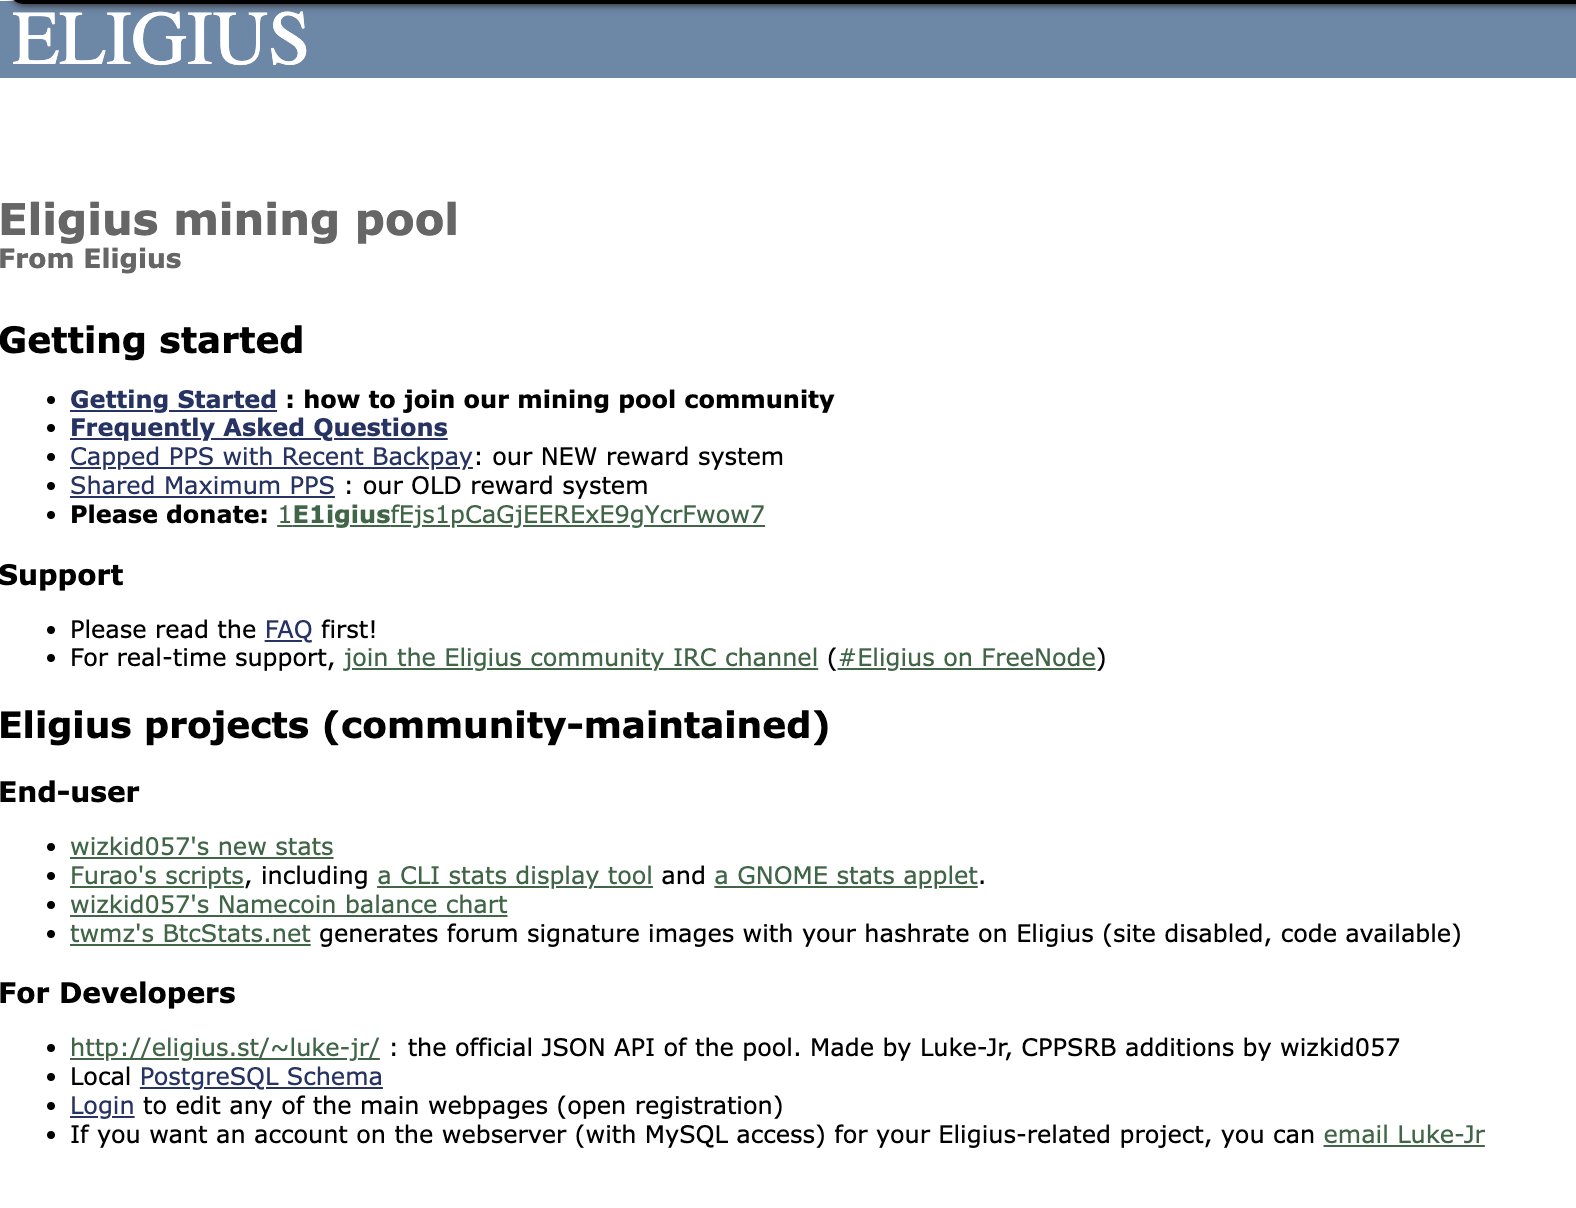 ELIGIUS
Eligius mining pool
From Eligius
Getting started
Getting Started : how to join our mining pool community
Frequently Asked Questions
Capped PPS with Recent Backpay: our NEW reward system
Shared Maximum PPS : our OLD reward system
Please donate: 1E1igiusfEjs1pCaGjEERExE9gYcrFwow7
Support
Please read the FAQ first!
For real-time support, join the Eligius community IRC channel (#Eligius on FreeNode)
Eligius projects (community-maintained)
End-user
wizkid057's new stats
Furao's scripts, including a CLI stats display tool and a GNOME stats applet.
wizkid057's Namecoin balance chart
twmz's BtcStats.net generates forum signature images with your hashrate on Eligius (site disabled, code available)
For Developers
http://eligius.st/~luke-jr/ : the official JSON API of the pool. Made by Luke-Jr, CPPSRB additions by wizkid057
Local PostgreSQL Schema
Login to edit any of the main webpages (open registration)
If you want an account on the webserver (with MySQL access) for your Eligius-related project, you can email Luke-Jr